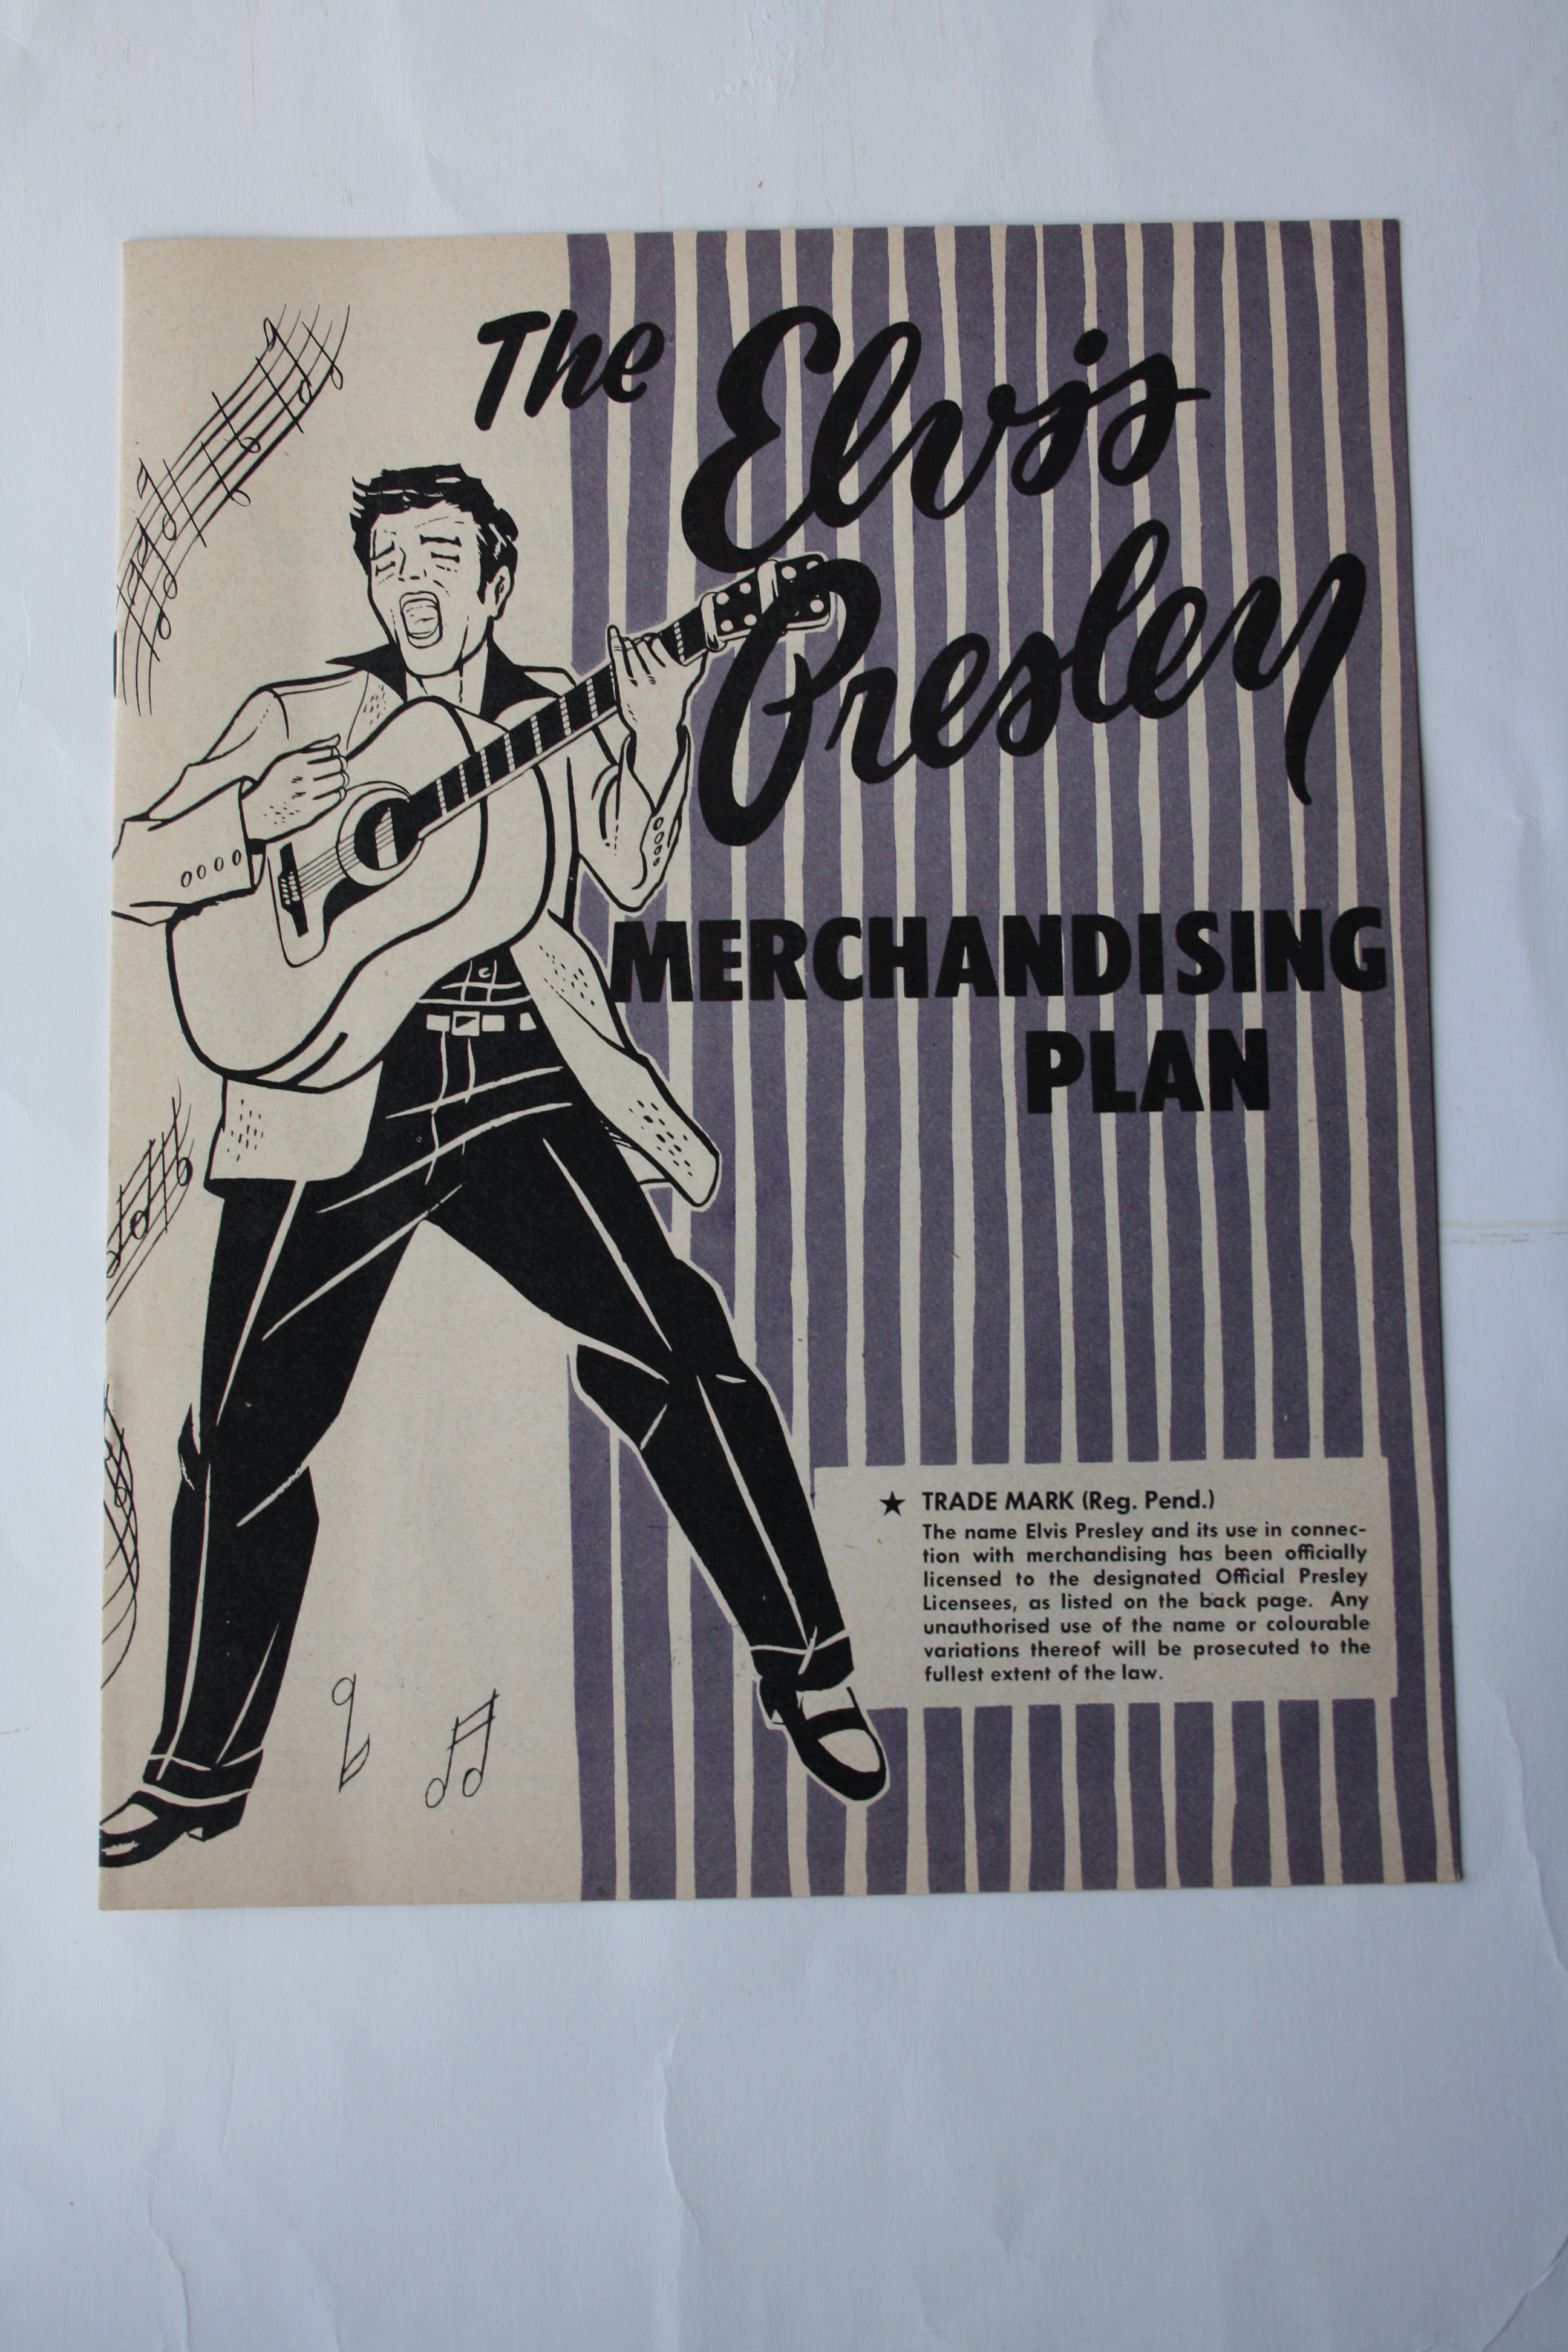 The Elvis
Presley
MERCHANDISING
PLAN
★ TRADE MARK (Reg. Pend.)
The name Elvis Presley and its use in connec-
tion with merchandising has been officially
licensed to the designated Official Presley
Licensees, as listed on the back page. Any
unauthorised use of the name or colourable
variations thereof will be prosecuted to the
fullest extent of the law.